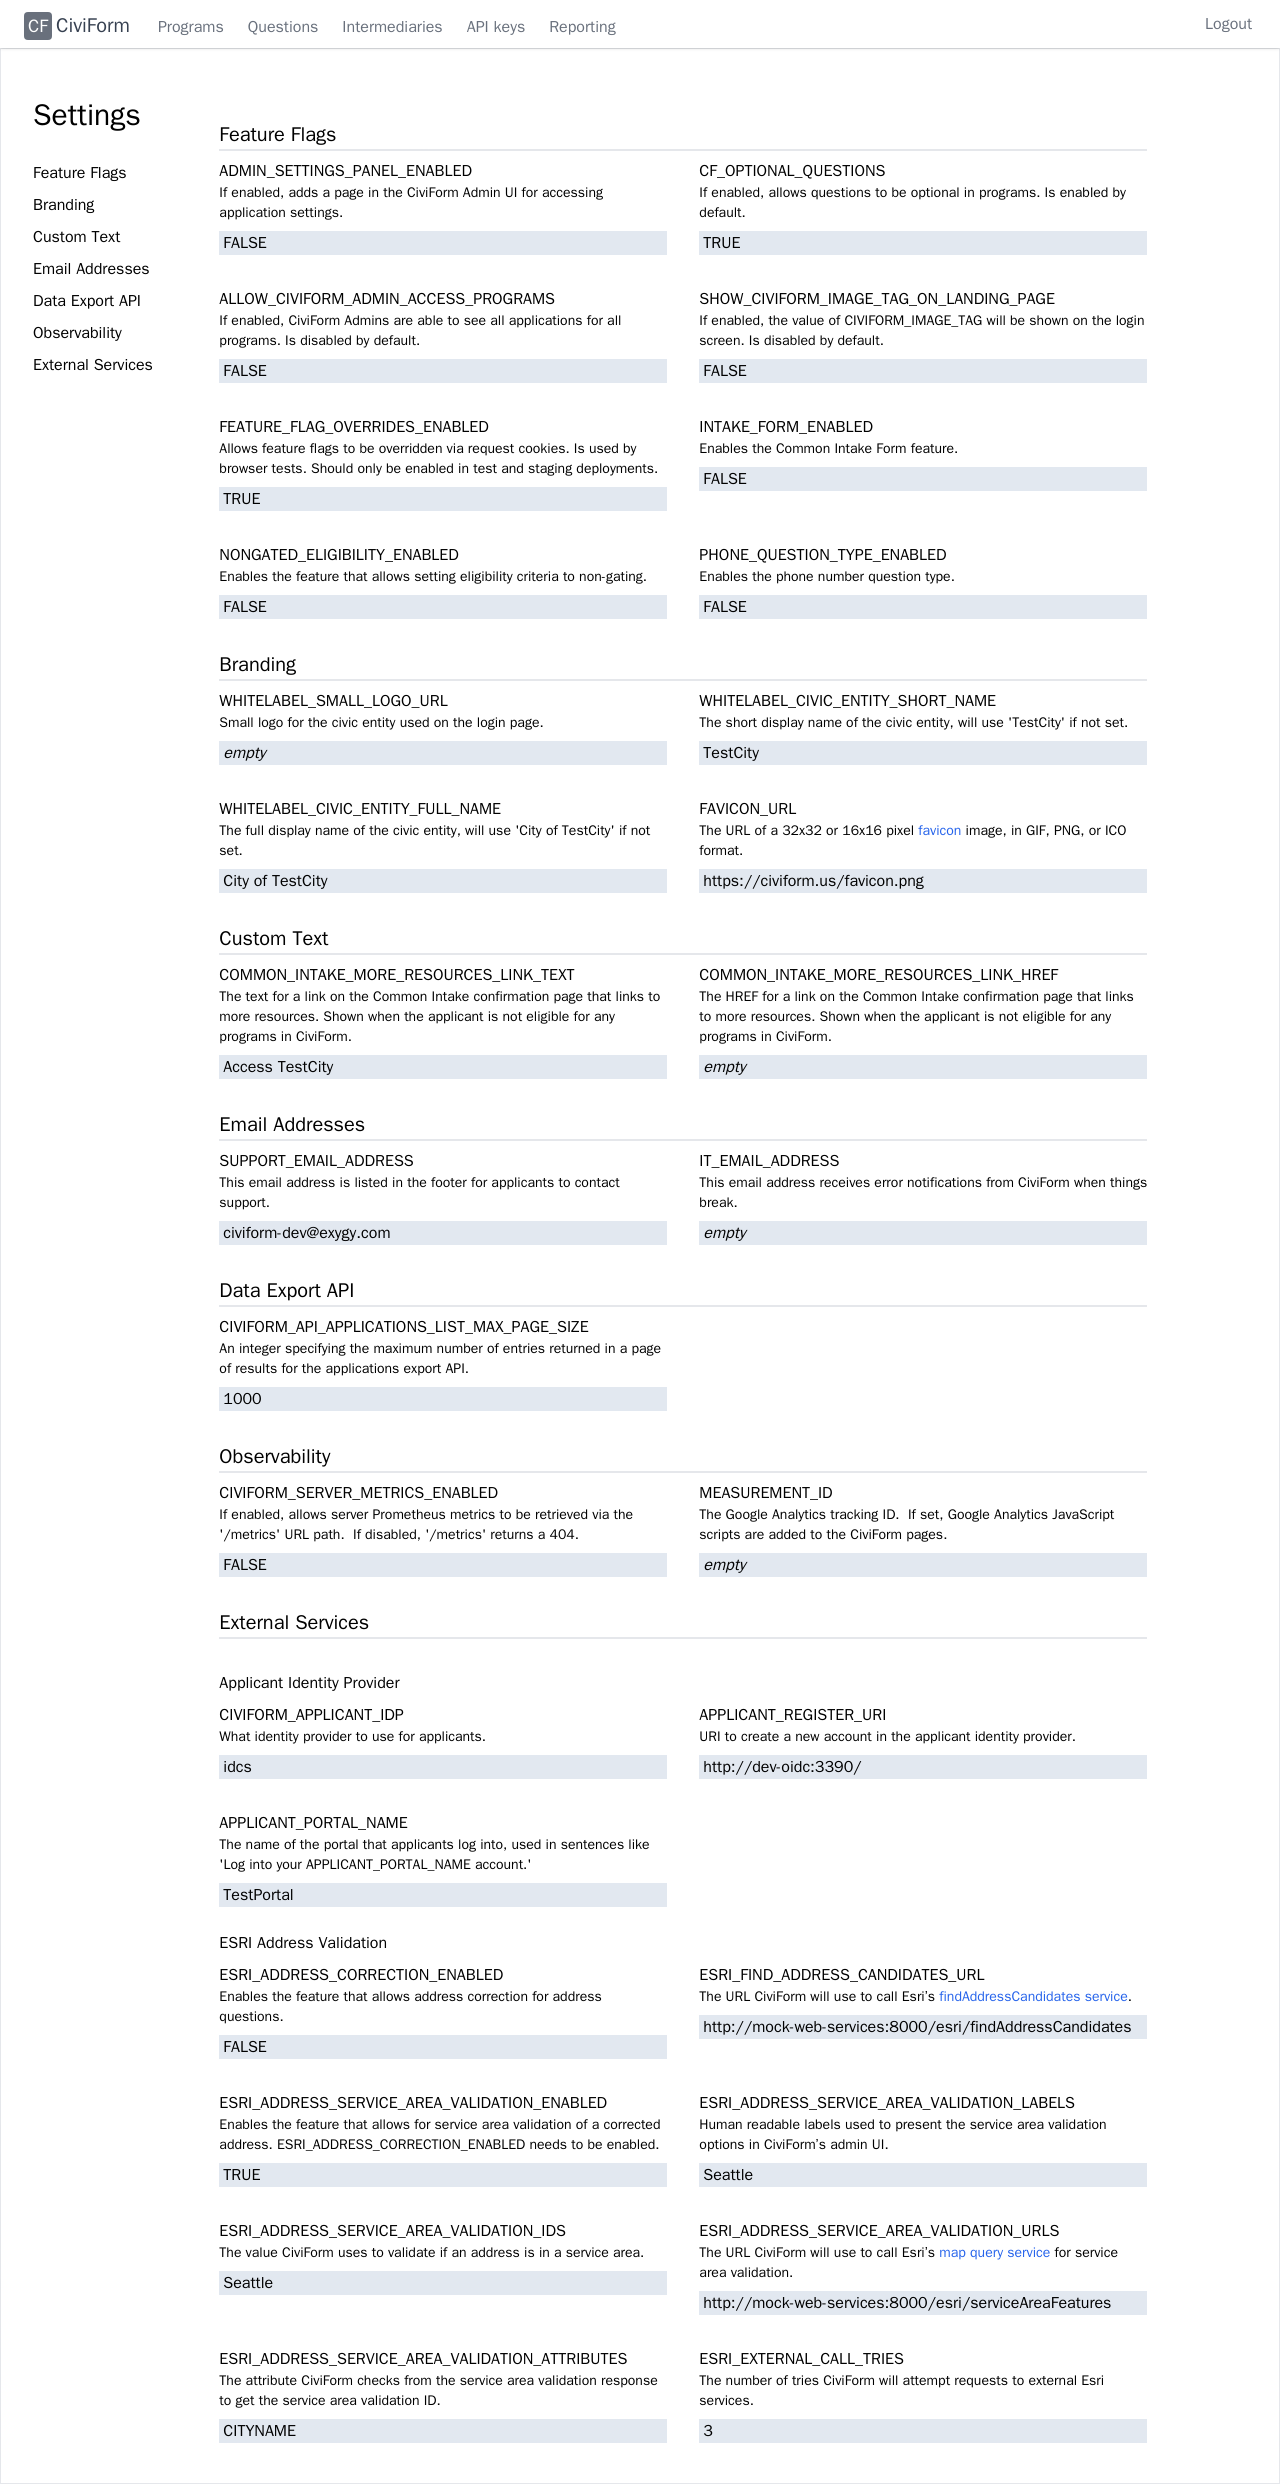 CF CiviForm Programs Questions Intermediaries API keys Reporting Logout
Settings
Feature Flags
Branding
Custom Text
Email Addresses
Data Export API
Observability
External Services
Feature Flags
ADMIN_SETTINGS_PANEL_ENABLED
If enabled, adds a page in the CiviForm Admin UI for accessing
application settings.
FALSE
CF_OPTIONAL_QUESTIONS
If enabled, allows questions to be optional in programs. Is enabled by
default.
TRUE
ALLOW_CIVIFORM_ADMIN_ACCESS_PROGRAMS
If enabled, CiviForm Admins are able to see all applications for all
programs. Is disabled by default.
FALSE
SHOW_CIVIFORM_IMAGE_TAG_ON_LANDING_PAGE
If enabled, the value of CIVIFORM_IMAGE_TAG will be shown on the login
screen. Is disabled by default.
FALSE
FEATURE_FLAG_OVERRIDES_ENABLED
Allows feature flags to be overridden via request cookies. Is used by
browser tests. Should only be enabled in test and staging deployments.
TRUE
INTAKE_FORM_ENABLED
Enables the Common Intake Form feature.
FALSE
NONGATED_ELIGIBILITY_ENABLED
Enables the feature that allows setting eligibility criteria to non-gating.
FALSE
PHONE_QUESTION_TYPE_ENABLED
Enables the phone number question type.
FALSE
Branding
WHITELABEL_SMALL_LOGO_URL
Small logo for the civic entity used on the login page.
empty
WHITELABEL_CIVIC_ENTITY_SHORT_NAME
The short display name of the civic entity, will use 'TestCity' if not set.
TestCity
WHITELABEL_CIVIC_ENTITY_FULL_NAME
The full display name of the civic entity, will use 'City of TestCity' if not
set.
City of TestCity
FAVICON_URL
The URL of a 32x32 or 16x16 pixel favicon image, in GIF, PNG, or ICO
format.
https://civiform.us/favicon.png
Custom Text
COMMON_INTAKE_MORE_RESOURCES_LINK_TEXT
The text for a link on the Common Intake confirmation page that links to
more resources. Shown when the applicant is not eligible for any
programs in CiviForm.
Access TestCity
COMMON_INTAKE_MORE_RESOURCES_LINK_HREF
The HREF for a link on the Common Intake confirmation page that links
to more resources. Shown when the applicant is not eligible for any
programs in CiviForm.
empty
Email Addresses
SUPPORT_EMAIL_ADDRESS
This email address is listed in the footer for applicants to contact
support.
civiform-dev@exygy.com
IT_EMAIL_ADDRESS
This email address receives error notifications from CiviForm when things
break.
empty
Data Export API
CIVIFORM_API_APPLICATIONS_LIST_MAX_PAGE_SIZE
An integer specifying the maximum number of entries returned in a page
of results for the applications export API.
1000
Observability
CIVIFORM_SERVER_METRICS_ENABLED
If enabled, allows server Prometheus metrics to be retrieved via the
'/metrics' URL path.  If disabled, '/metrics' returns a 404.
FALSE
MEASUREMENT_ID
The Google Analytics tracking ID.  If set, Google Analytics JavaScript
scripts are added to the CiviForm pages.
empty
External Services
Applicant Identity Provider
CIVIFORM_APPLICANT_IDP
What identity provider to use for applicants.
idcs
APPLICANT_REGISTER_URI
URI to create a new account in the applicant identity provider.
http://dev-oidc:3390/
APPLICANT_PORTAL_NAME
The name of the portal that applicants log into, used in sentences like
'Log into your APPLICANT_PORTAL_NAME account.'
TestPortal
ESRI Address Validation
ESRI_ADDRESS_CORRECTION_ENABLED
Enables the feature that allows address correction for address
questions.
FALSE
ESRI_FIND_ADDRESS_CANDIDATES_URL
The URL CiviForm will use to call Esri's findAddressCandidates service.
http://mock-web-services:8000/esri/findAddressCandidates
ESRI_ADDRESS_SERVICE_AREA_VALIDATION_ENABLED
Enables the feature that allows for service area validation of a corrected
address. ESRI_ADDRESS_CORRECTION_ENABLED needs to be enabled.
TRUE
ESRI_ADDRESS_SERVICE_AREA_VALIDATION_LABELS
Human readable labels used to present the service area validation
options in CiviForm's admin UI.
Seattle
ESRI_ADDRESS_SERVICE_AREA_VALIDATION_IDS
The value CiviForm uses to validate if an address is in a service area.
Seattle
ESRI_ADDRESS_SERVICE_AREA_VALIDATION_URLS
The URL CiviForm will use to call Esri's map query service for service
area validation.
http://mock-web-services:8000/esri/serviceAreaFeatures
ESRI_ADDRESS_SERVICE_AREA_VALIDATION_ATTRIBUTES
The attribute CiviForm checks from the service area validation response
to get the service area validation ID.
CITYNAME
ESRI_EXTERNAL_CALL_TRIES
The number of tries CiviForm will attempt requests to external Esri
services.
3